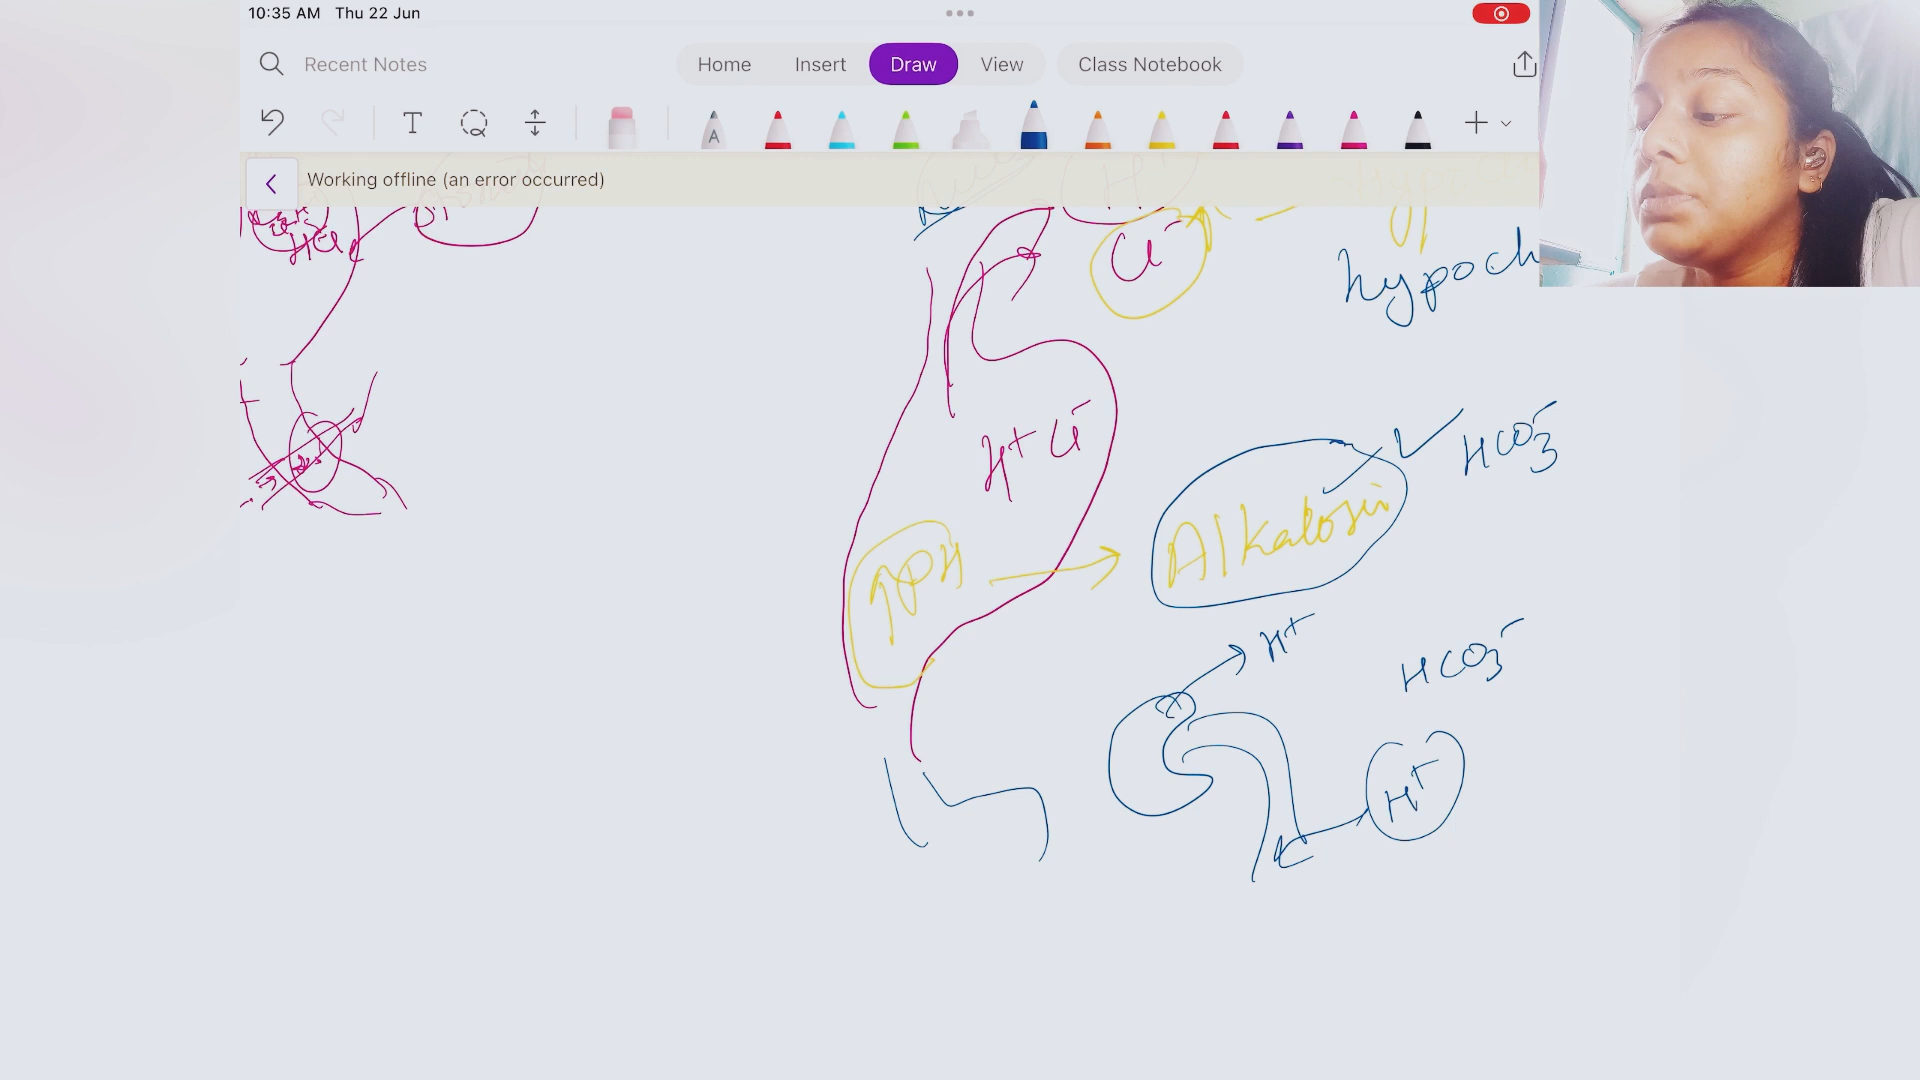 10:35 AM Thu 22 Jun
Recent Notes
Home Insert Draw View Class Notebook
T
A
Working offline (an error occurred)
HCl
Cl⁻
hypoch
H⁺ Cl⁻
HCO₃⁻
↑PH → Alkalosis
H⁺
HCO₃⁻
H⁺